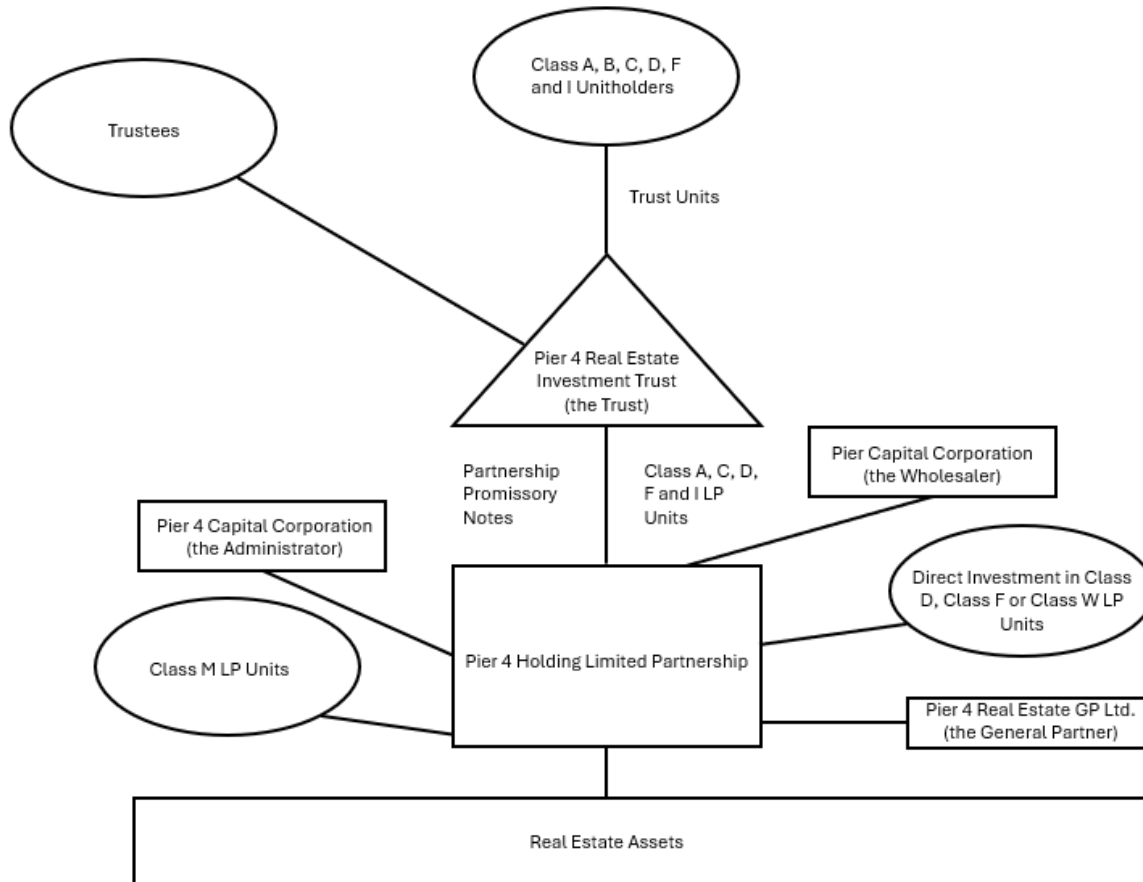 Class A, B, C, D, F
and I Unitholders
Trustees
Trust Units
Pier 4 Real Estate
Investment Trust
(the Trust)
Partnership
Promissory
Notes
Class A, C, D,
F and I LP
Units
Pier Capital Corporation
(the Wholesaler)
Pier 4 Capital Corporation
(the Administrator)
Direct Investment in Class
D, Class F or Class W LP
Units
Class M LP Units
Pier 4 Holding Limited Partnership
Pier 4 Real Estate GP Ltd.
(the General Partner)
Real Estate Assets